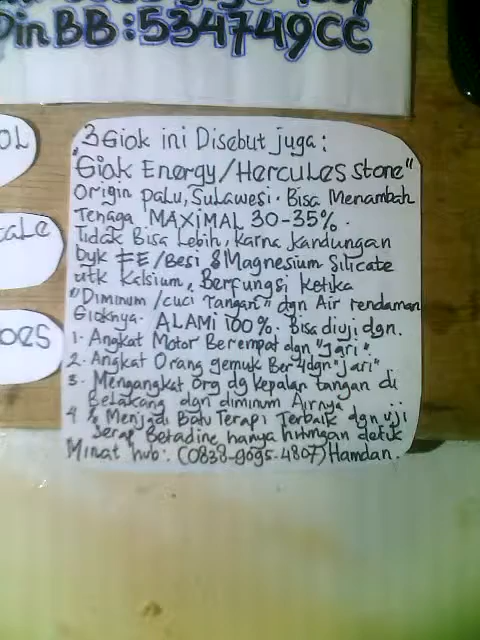 Pin BB:534749CC
OL
cale
oes
3 Giok ini Disebut juga:
"Giok Energy/Hercules stone"
Origin palu, Sulawesi. Bisa Menambah
Tenaga MAXIMAL 30-35%.
Tidak Bisa Lebih, karna kandungan
byk FE/Besi & Magnesium Silicate
utk Kalsium, Berfungsi ketika
"Diminum/cuci Tangan" dgn Air rendaman
Gioknya. ALAMi 100%. Bisa diuji dgn.
1. Angkat Motor Berempat dgn "jari".
2. Angkat Orang gemuk Ber4 dgn "jari"
3. Mengangkat org dg kepalan tangan di
Belakang dgn diminum Airnya
4. Menjadi Batu Terapi Terbaik dgn uji
Serap Betadine hanya hitungan detik
Minat hub: (0838-9095-4807) Hamdan.